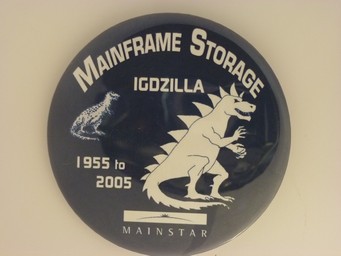 MAINFRAME STORAGE
IGDZILLA
1955 to
2005
MAINSTAR